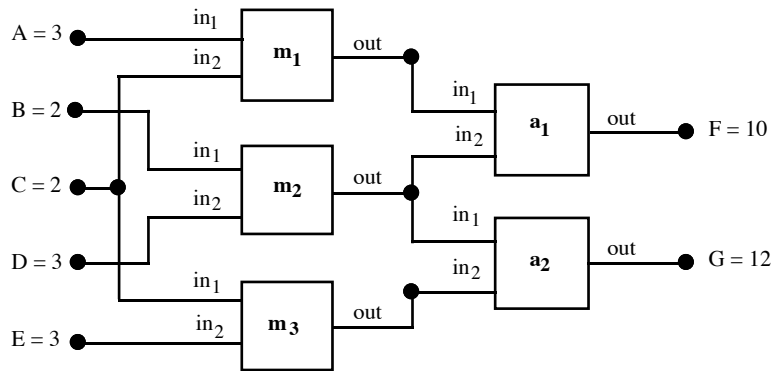 A = 3
in1
m1
out
in2
B = 2
in1
a1
out
F = 10
in2
in1
m2
out
C = 2
in2
in1
a2
out
G = 12
in2
D = 3
in1
m3
out
in2
E = 3